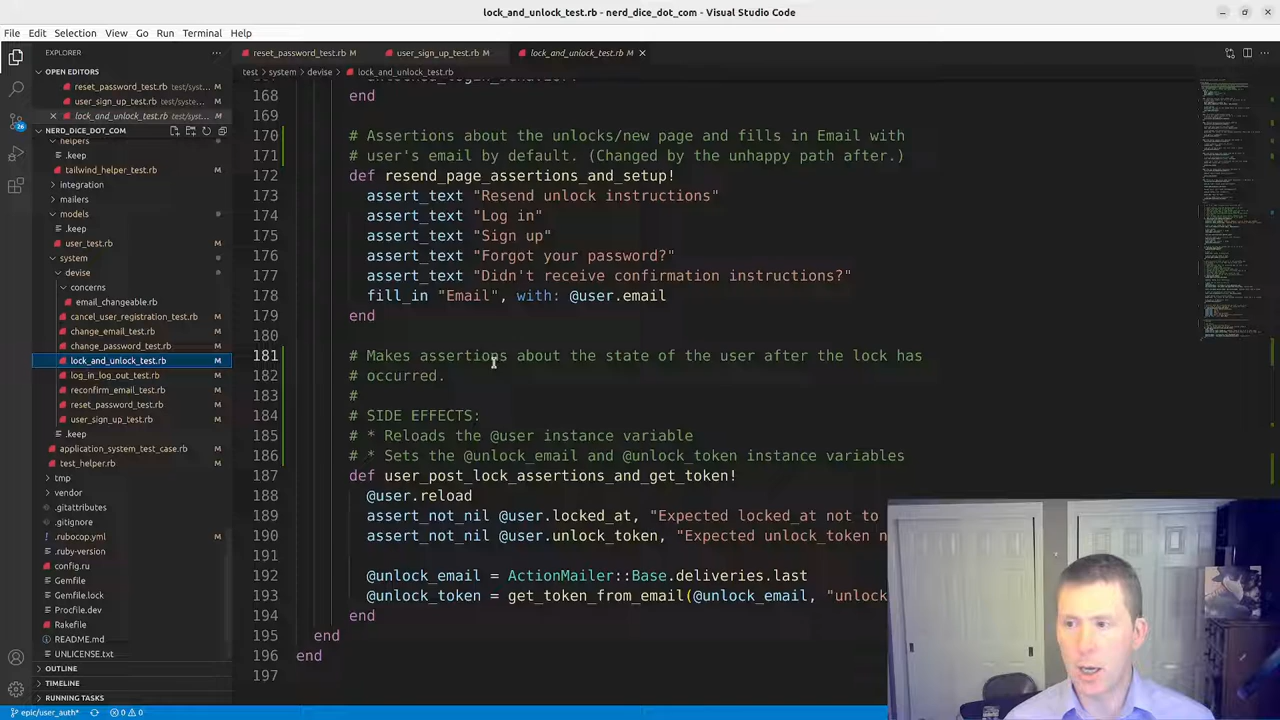 lock_and_unlock_test.rb - nerd_dice_dot_com - Visual Studio Code
File Edit Selection View Go Run Terminal Help
EXPLORER
reset_password_test.rb M
user_sign_up_test.rb M
lock_and_unlock_test.rb M
OPEN EDITORS
test > system > devise > lock_and_unlock_test.rb
reset_password_test.rb test/syst... M
user_sign_up_test.rb test/syste... M
lock_and_unlock_test.rb test/sys... M
NERD_DICE_DOT_COM
helpers
.keep
tailwind_helper_test.rb M
integration
mailers
models
.keep
user_test.rb M
system
devise
concerns
email_changeable.rb M
cancel_user_registration_test.rb M
change_email_test.rb M
change_password_test.rb M
lock_and_unlock_test.rb M
log_in_log_out_test.rb M
reconfirm_email_test.rb M
reset_password_test.rb M
user_sign_up_test.rb M
.keep
application_system_test_case.rb M
test_helper.rb M
tmp
vendor
.gitattributes
.gitignore
.rubocop.yml M
.ruby-version
config.ru
Gemfile
Gemfile.lock
Procfile.dev
Rakefile
README.md
UNLICENSE.txt
OUTLINE
TIMELINE
RUNNING TASKS
26
168 end
169
170 # Assertions about the unlocks/new page and fills in Email with
171 # user's email by default. (Changed by the unhappy path after.)
172 def resend_page_assertions_and_setup!
173 assert_text "Resend unlock instructions"
174 assert_text "Log in"
175 assert_text "Sign up"
176 assert_text "Forgot your password?"
177 assert_text "Didn't receive confirmation instructions?"
178 fill_in "Email", with: @user.email
179 end
180
181 # Makes assertions about the state of the user after the lock has
182 # occurred.
183 #
184 # SIDE EFFECTS:
185 # * Reloads the @user instance variable
186 # * Sets the @unlock_email and @unlock_token instance variables
187 def user_post_lock_assertions_and_get_token!
188 @user.reload
189 assert_not_nil @user.locked_at, "Expected locked_at not to
190 assert_not_nil @user.unlock_token, "Expected unlock_token n
191
192 @unlock_email = ActionMailer::Base.deliveries.last
193 @unlock_token = get_token_from_email(@unlock_email, "unlock
194 end
195 end
196 end
197
epic/user_auth* 0 0